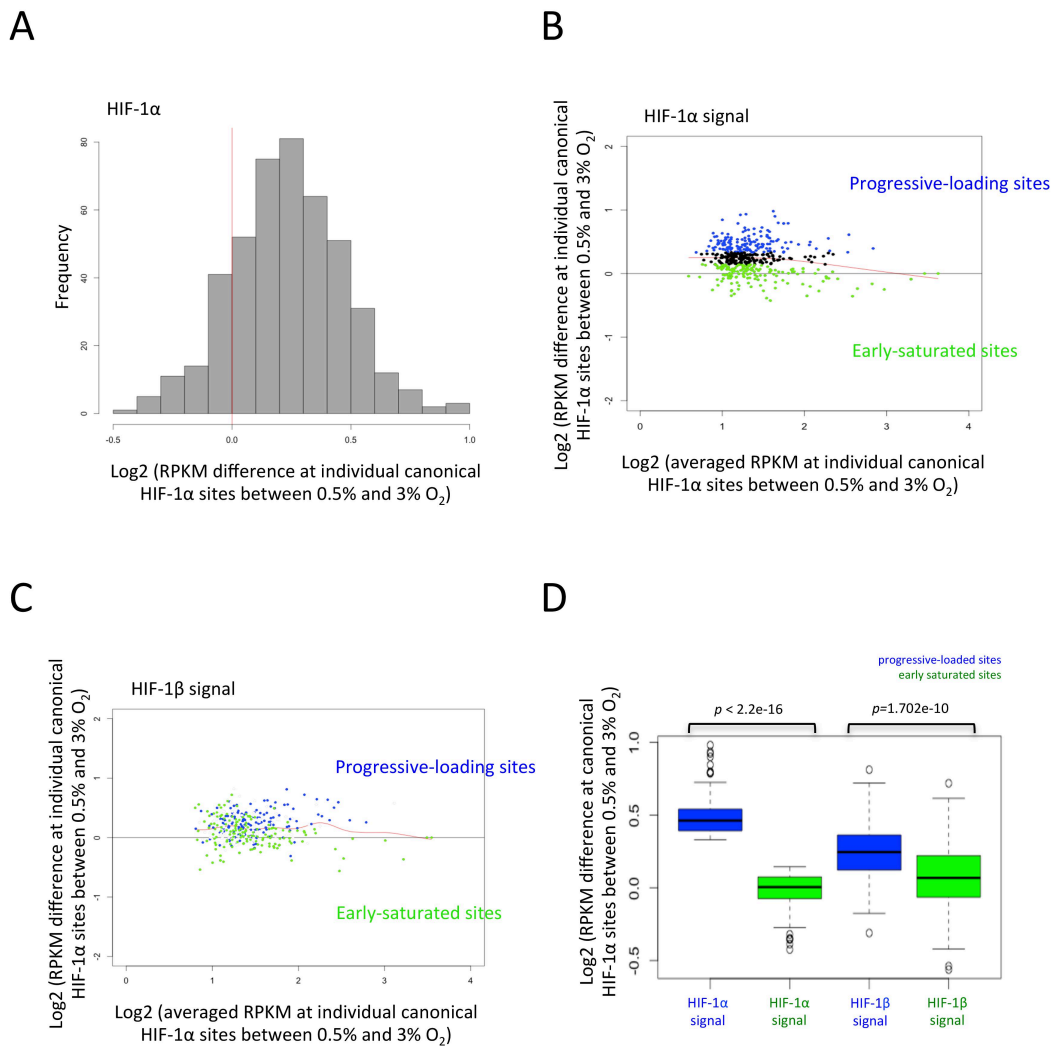 A
HIF-1α
Frequency
80
60
40
20
0
-0.5
0.0
0.5
1.0
Log2 (RPKM difference at individual canonical
HIF-1α sites between 0.5% and 3% O2)
B
HIF-1α signal
Log2 (RPKM difference at individual canonical
HIF-1α sites between 0.5% and 3% O2)
2
1
0
-1
-2
Progressive-loading sites
Early-saturated sites
0
1
2
3
4
Log2 (averaged RPKM at individual canonical
HIF-1α sites between 0.5% and 3% O2)
C
HIF-1β signal
Log2 (RPKM difference at individual canonical
HIF-1α sites between 0.5% and 3% O2)
2
1
0
-1
-2
Progressive-loading sites
Early-saturated sites
0
1
2
3
4
Log2 (averaged RPKM at individual canonical
HIF-1α sites between 0.5% and 3% O2)
D
progressive-loaded sites
early saturated sites
p < 2.2e-16
p=1.702e-10
Log2 (RPKM difference at canonical
HIF-1α sites between 0.5% and 3% O2)
1.0
0.5
0.0
-0.5
HIF-1α
signal
HIF-1α
signal
HIF-1β
signal
HIF-1β
signal